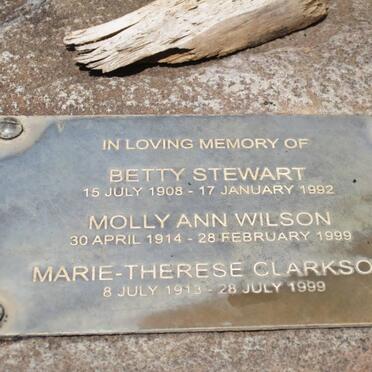 IN LOVING MEMORY OF
BETTY STEWART
15 JULY 1908 - 17 JANUARY 1992
MOLLY ANN WILSON
30 APRIL 1914 - 28 FEBRUARY 1999
MARIE-THERESE CLARKSO
8 JULY 1913 - 28 JULY 1999